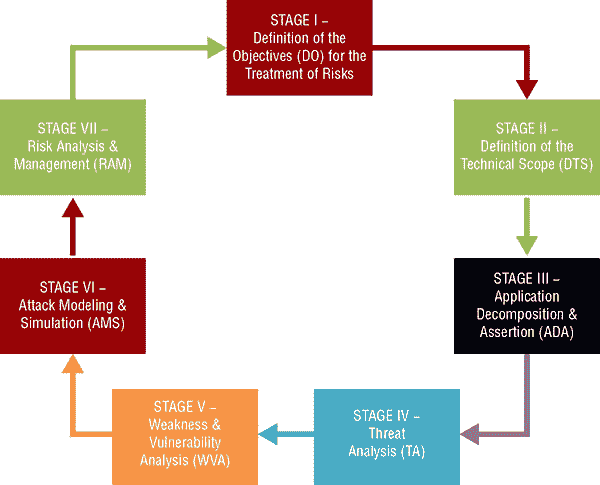 STAGE I –
Definition of the
Objectives (DO) for the
Treatment of Risks
STAGE II –
Definition of the
Technical Scope (DTS)
STAGE III –
Application
Decomposition &
Assertion (ADA)
STAGE IV –
Threat
Analysis (TA)
STAGE V –
Weakness &
Vulnerability
Analysis (WVA)
STAGE VI –
Attack Modeling &
Simulation (AMS)
STAGE VII –
Risk Analysis &
Management (RAM)